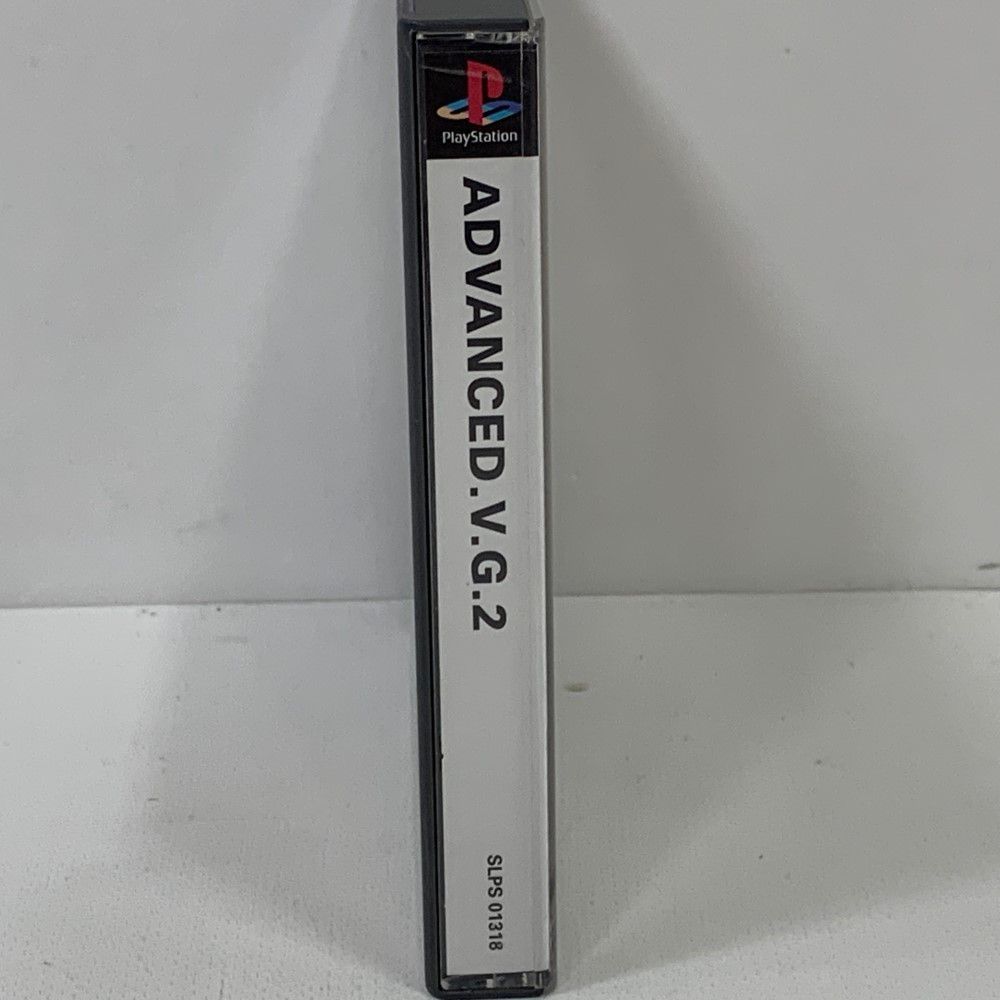 PlayStation
ADVANCED.V.G.2
SLPS 01318